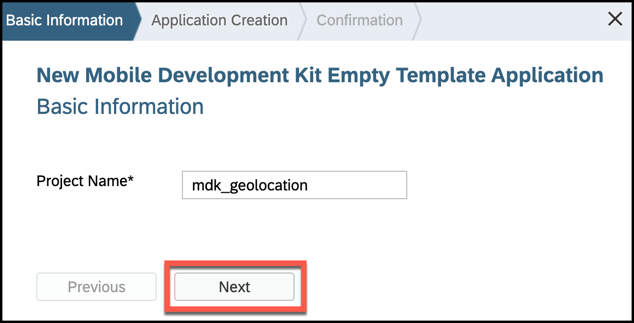 Basic Information Application Creation Confirmation
New Mobile Development Kit Empty Template Application
Basic Information
Project Name* mdk_geolocation
Previous Next